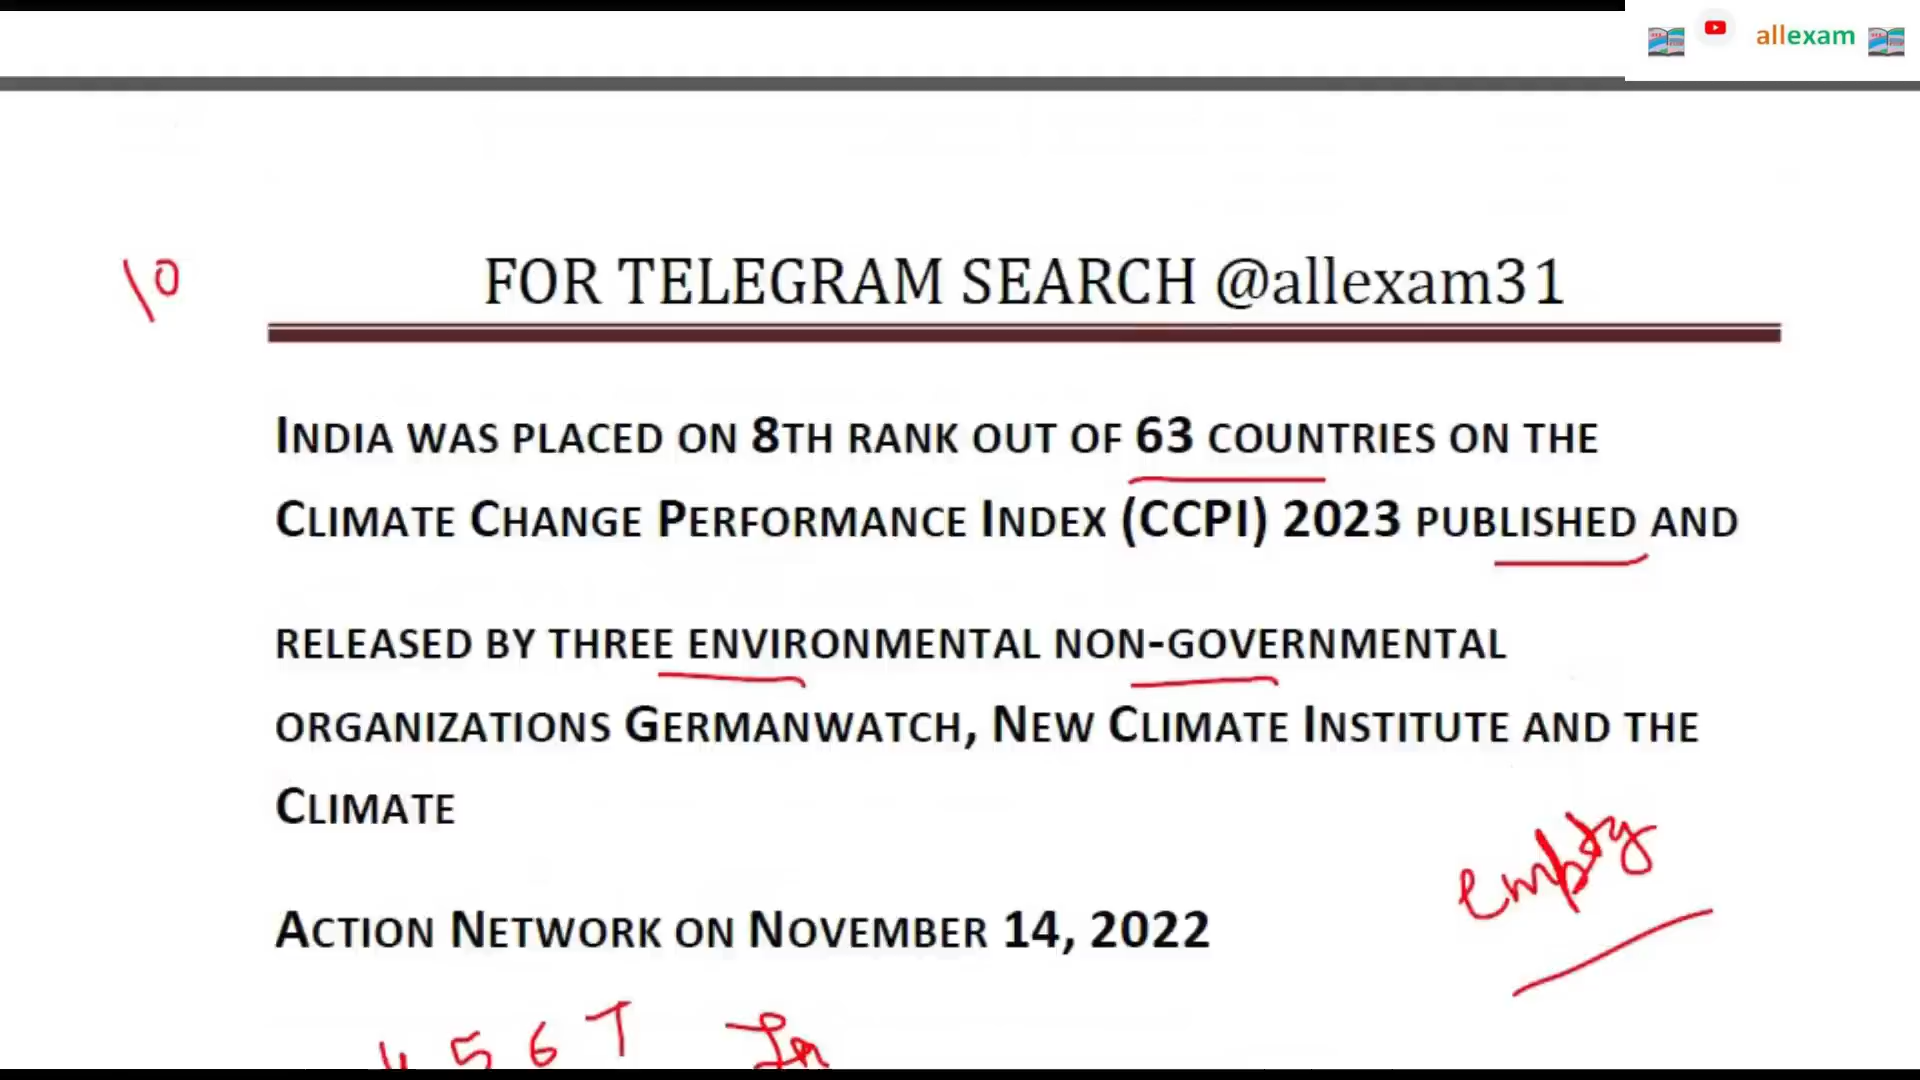 allexam
10
FOR TELEGRAM SEARCH @allexam31
INDIA WAS PLACED ON 8TH RANK OUT OF 63 COUNTRIES ON THE
CLIMATE CHANGE PERFORMANCE INDEX (CCPI) 2023 PUBLISHED AND
RELEASED BY THREE ENVIRONMENTAL NON-GOVERNMENTAL
ORGANIZATIONS GERMANWATCH, NEW CLIMATE INSTITUTE AND THE
CLIMATE
empty
ACTION NETWORK ON NOVEMBER 14, 2022
4 5 6 7